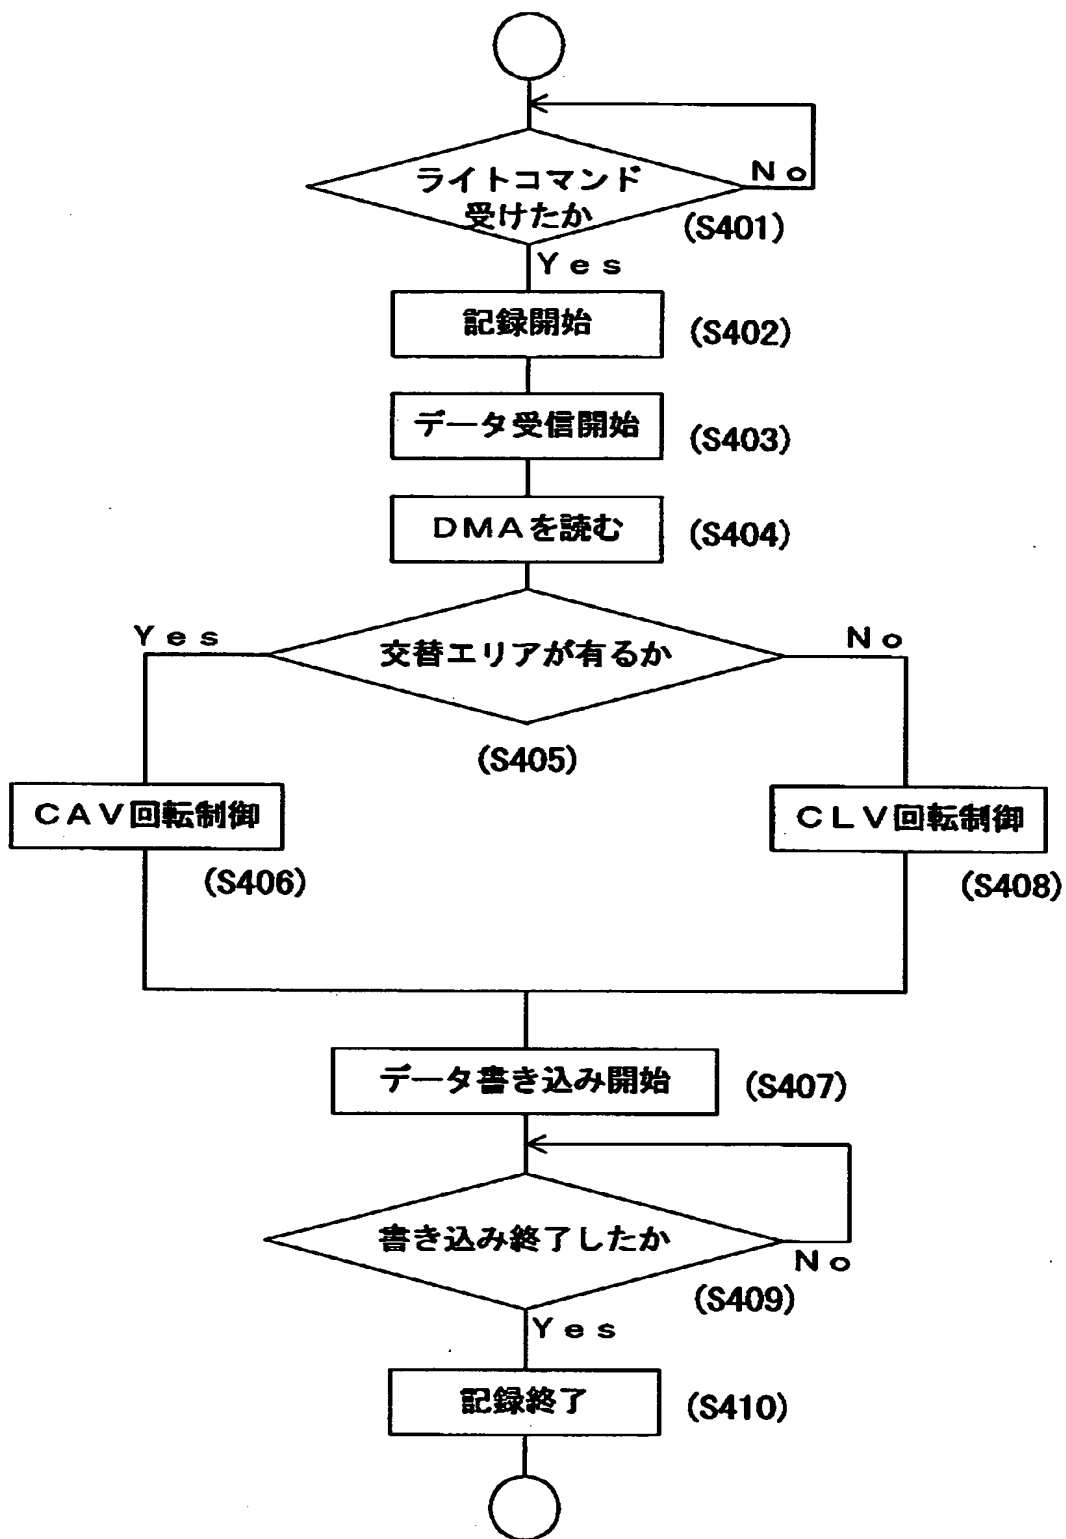 ライトコマンド
受けたか
No
(S401)
Yes
記録開始
(S402)
データ受信開始
(S403)
DMAを読む
(S404)
Yes
交替エリアが有るか
No
(S405)
CAV回転制御
(S406)
CLV回転制御
(S408)
データ書き込み開始
(S407)
書き込み終了したか
No
(S409)
Yes
記録終了
(S410)